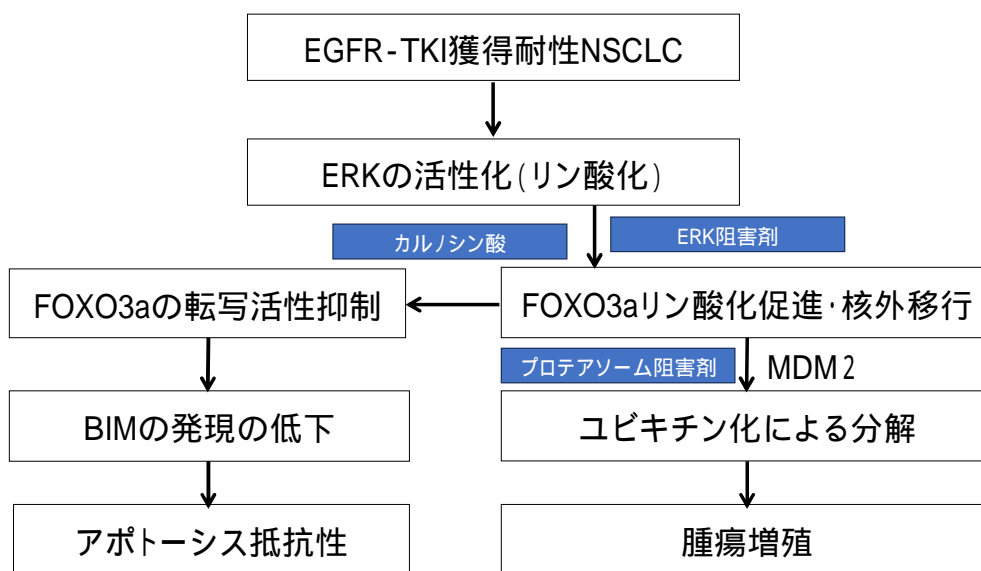 EGFR-TKI獲得耐性NSCLC
ERKの活性化(リン酸化)
カルノシン酸
ERK阻害剤
FOXO3aの転写活性抑制
FOXO3aリン酸化促進・核外移行
プロテアソーム阻害剤
MDM2
BIMの発現の低下
ユビキチン化による分解
アポトーシス抵抗性
腫瘍増殖